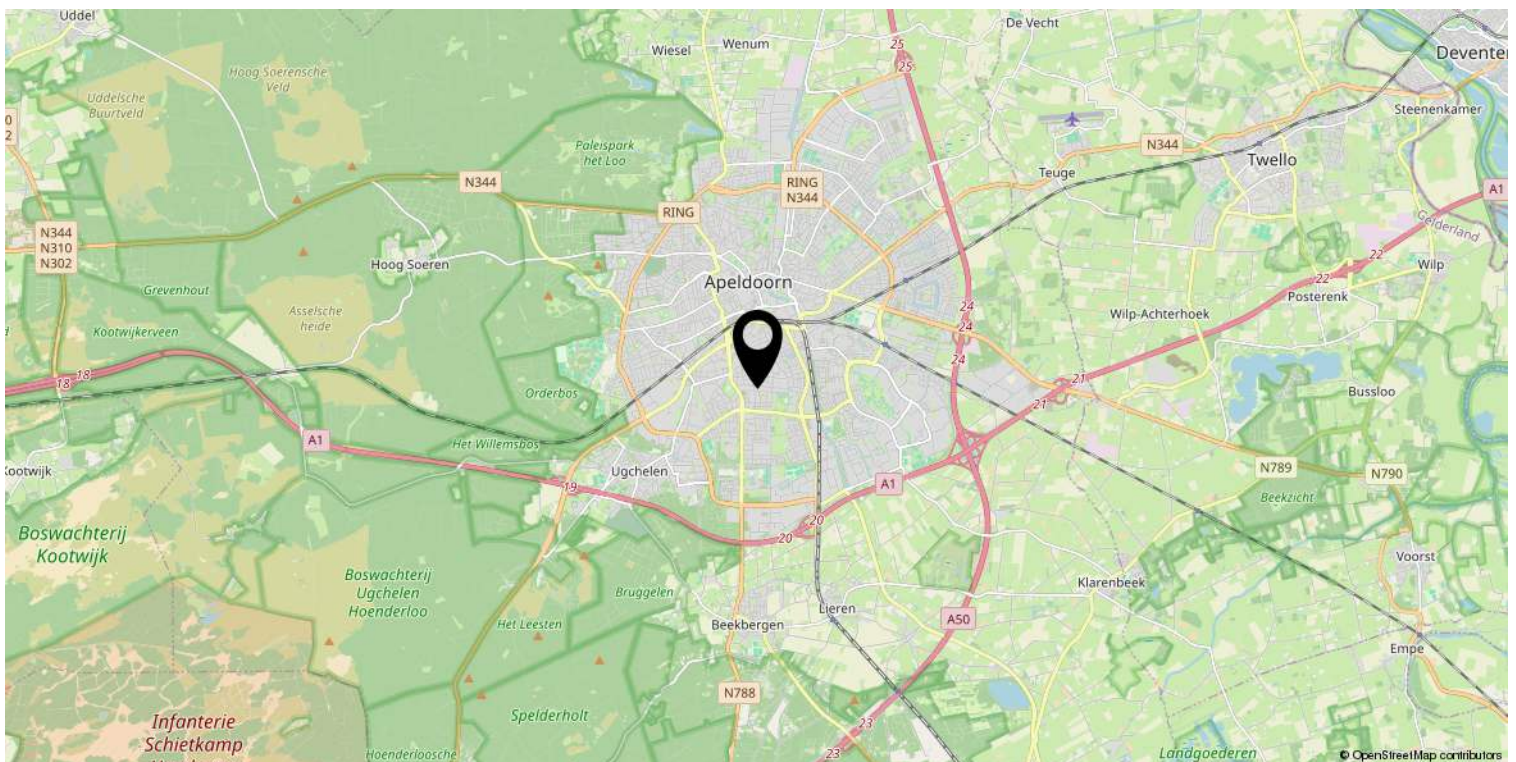 Uddel
Wiesel
Wenum
25
25
De Vecht
Deventer
Hoog Soerensche
Veld
Uddelsche
Buurtveld
Steenenkamer
0
2
Paleispark
het Loo
N344
Teuge
Twello
N344
RING
N344
A1
RING
N344
N310
N302
Gelderland
Hoog Soeren
22
22
Wilp
Grevenhout
Apeldoorn
Posterenk
Asselsche
heide
24
24
24
Wilp-Achterhoek
Kootwijkerveen
18
18
Orderbos
21
21
Bussloo
A1
Het Willemsbos
Ugchelen
19
A1
N789
N790
Kootwijk
Beekzicht
20
20
Boswachterij
Kootwijk
Boswachterij
Ugchelen
Hoenderloo
Bruggelen
Voorst
Klarenbeek
Het Leesten
Beekbergen
Lieren
A50
Empe
N788
Spelderholt
Infanterie
Schietkamp
23
23
Hoenderloosche
Landgoederen
© OpenStreetMap contributors